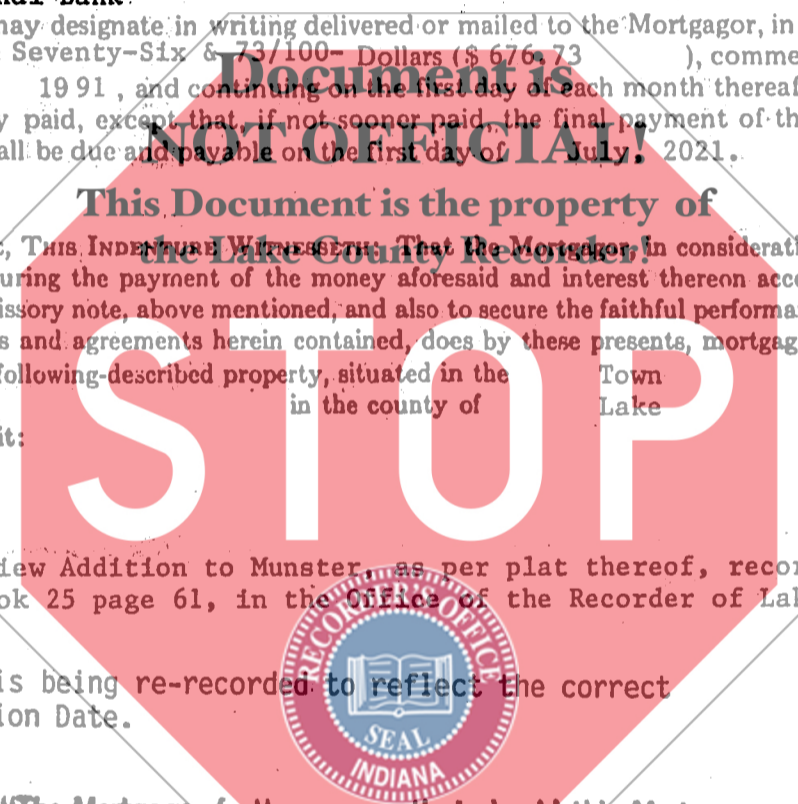 may designate in writing delivered or mailed to the Mortgagor, in
Seventy-Six & 73/100- Dollars ($ 676.73 ), comme
Document is
19 91 , and continuing on the first day of each month thereaf
y paid, except that, if not sooner paid, the final payment of th
NOT OFFICIAL!
all be due and payable on the first day of July, 2021.
This Document is the property of
the Lake County Recorder!
, THIS INDENTURE WITNESSETH: That the Mortgagor, in considerati
uring the payment of the money aforesaid and interest thereon acco
issory note, above mentioned, and also to secure the faithful performa
s and agreements herein contained, does by these presents, mortgag
following-described property, situated in the Town
in the county of Lake
it:
STOP
iew Addition to Munster, as per plat thereof, recor
ok 25 page 61, in the Office of the Recorder of Lak
RECORDER'S OFFICE
is being re-recorded to reflect the correct
ion Date.
SEAL
INDIANA